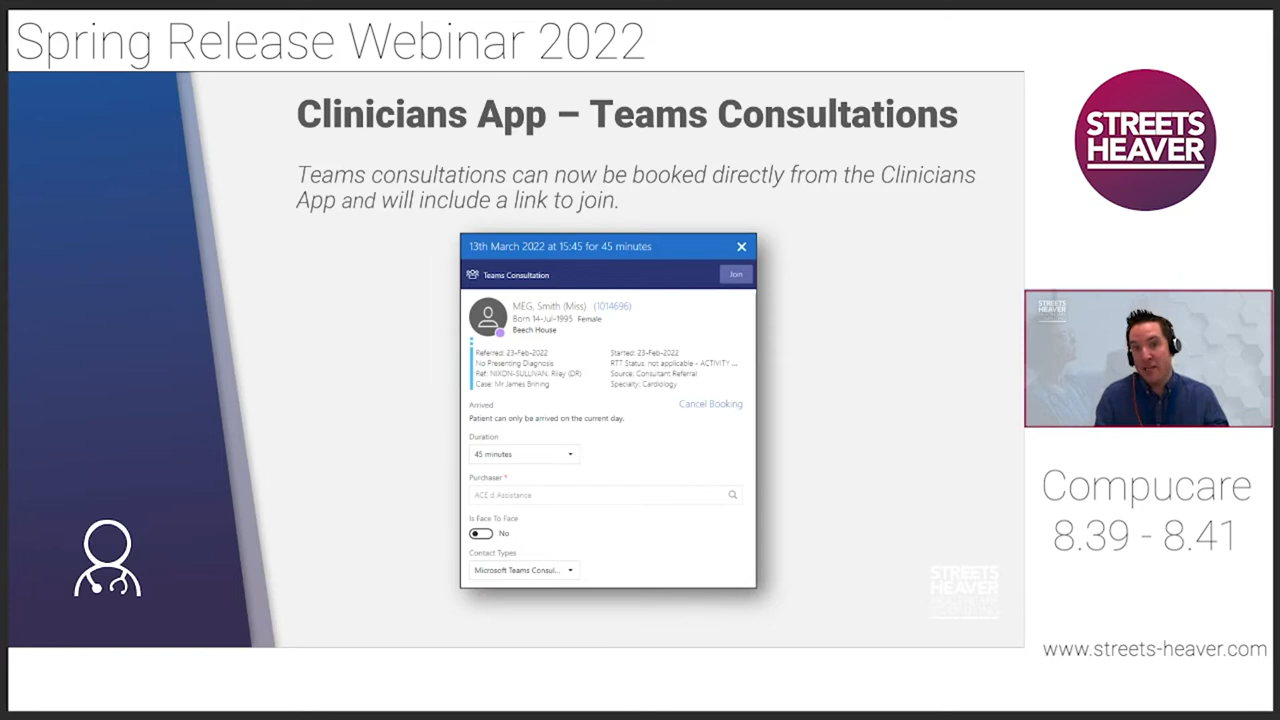 Spring Release Webinar 2022
Clinicians App – Teams Consultations
Teams consultations can now be booked directly from the Clinicians
App and will include a link to join.
13th March 2022 at 15:45 for 45 minutes
Teams Consultation
Join
MEG, Smith (Miss) (1014696)
Born 14-Jul-1995 Female
Beech House
Referred: 23-Feb-2022
No Presenting Diagnosis
Ref: NIXON-SULLIVAN, Riley (DR)
Case: Mr James Brining
Started: 23-Feb-2022
RTT Status: not applicable - ACTIVITY ...
Source: Consultant Referral
Specialty: Cardiology
Arrived
Cancel Booking
Patient can only be arrived on the current day.
Duration
45 minutes
Purchaser *
ACE d Assistance
Is Face To Face
No
Contact Types
Microsoft Teams Consul...
STREETS
HEAVER
STREETS
HEAVER
STREETS
HEAVER
Compucare
8.39 - 8.41
www.streets-heaver.com